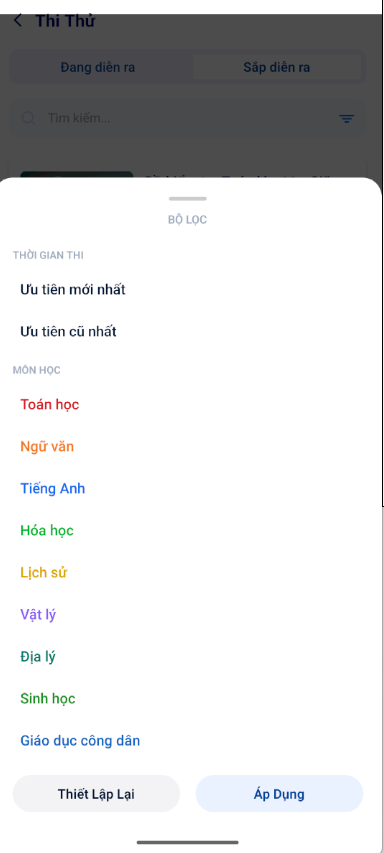 Thi Thử
Đang diễn ra
Sắp diễn ra
Tìm kiếm...
BỘ LỌC
THỜI GIAN THI
Ưu tiên mới nhất
Ưu tiên cũ nhất
MÔN HỌC
Toán học
Ngữ văn
Tiếng Anh
Hóa học
Lịch sử
Vật lý
Địa lý
Sinh học
Giáo dục công dân
Thiết Lập Lại
Áp Dụng